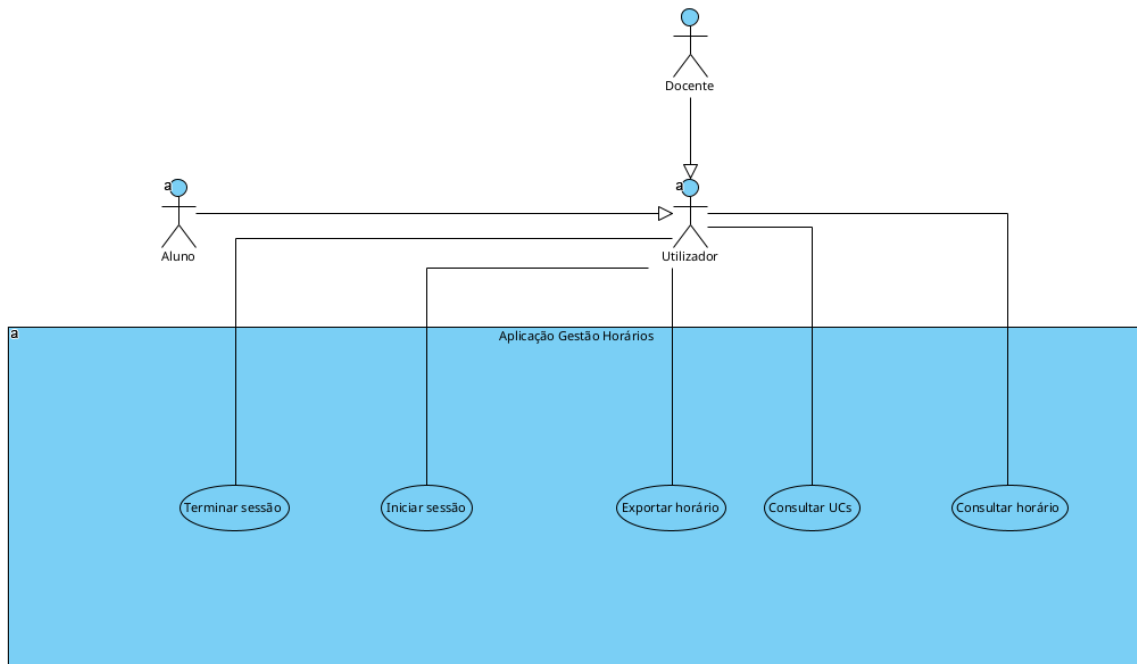 Docente
a
a
Aluno
Utilizador
a
Aplicação Gestão Horários
Terminar sessão
Iniciar sessão
Exportar horário
Consultar UCs
Consultar horário